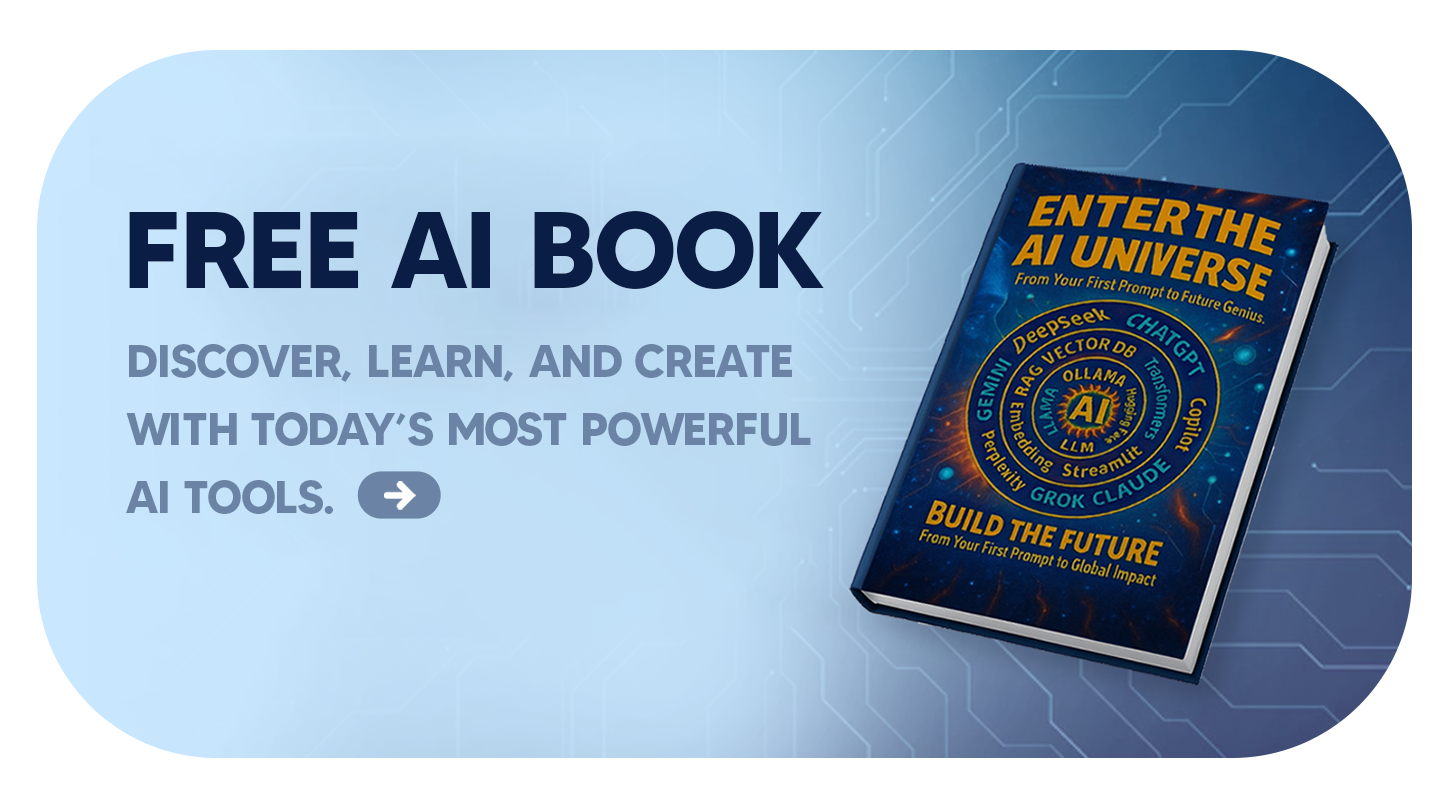 FREE AI BOOK
DISCOVER, LEARN, AND CREATE
WITH TODAY'S MOST POWERFUL
AI TOOLS.
ENTER THE
AI UNIVERSE
From Your First Prompt to Future Genius.
DeepSeek
CHATGPT
Copilot
CLAUDE
GROK
Perplexity
GEMINI
RAG
VECTOR DB
Transformers
Streamlit
Embedding
OLLAMA
Hugging Face
LLM
LLAMA
AI
BUILD THE FUTURE
From Your First Prompt to Global Impact